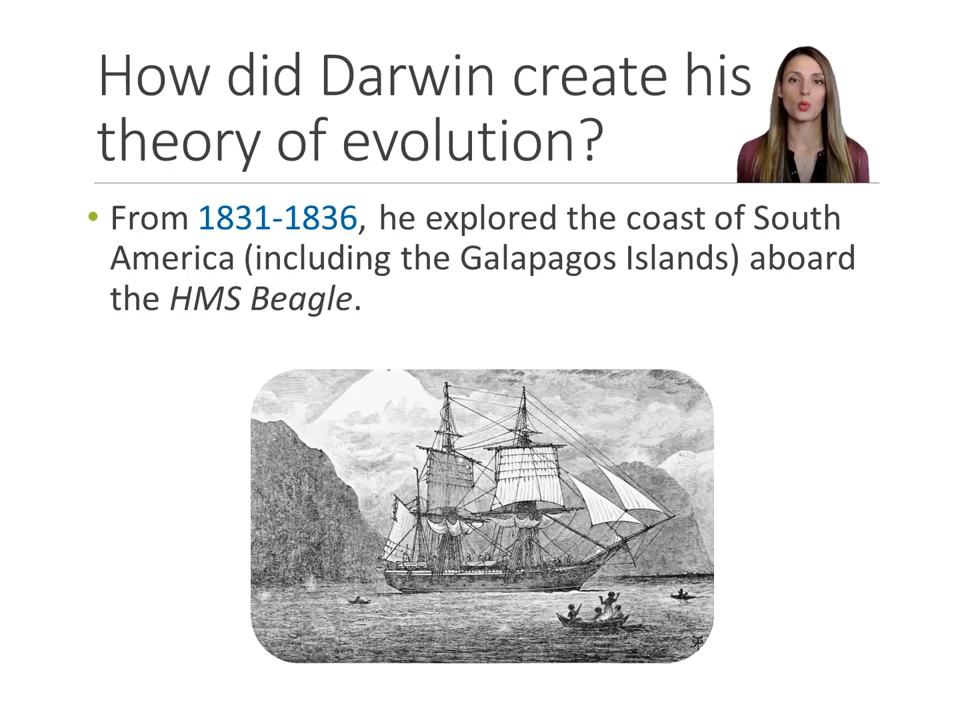 How did Darwin create his
theory of evolution?
• From 1831-1836, he explored the coast of South
America (including the Galapagos Islands) aboard
the HMS Beagle.